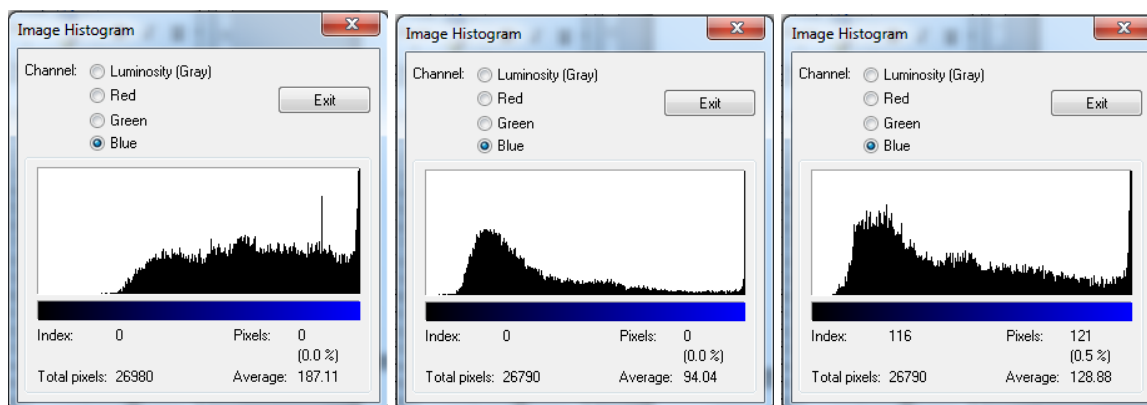 Image Histogram
Channel: Luminosity (Gray)
Red
Exit
Green
Blue
Index: 0 Pixels: 0
(0.0 %)
Total pixels: 26980 Average: 187.11
Image Histogram
Channel: Luminosity (Gray)
Red
Exit
Green
Blue
Index: 0 Pixels: 0
(0.0 %)
Total pixels: 26790 Average: 94.04
Image Histogram
Channel: Luminosity (Gray)
Red
Exit
Green
Blue
Index: 116 Pixels: 121
(0.5 %)
Total pixels: 26790 Average: 128.88